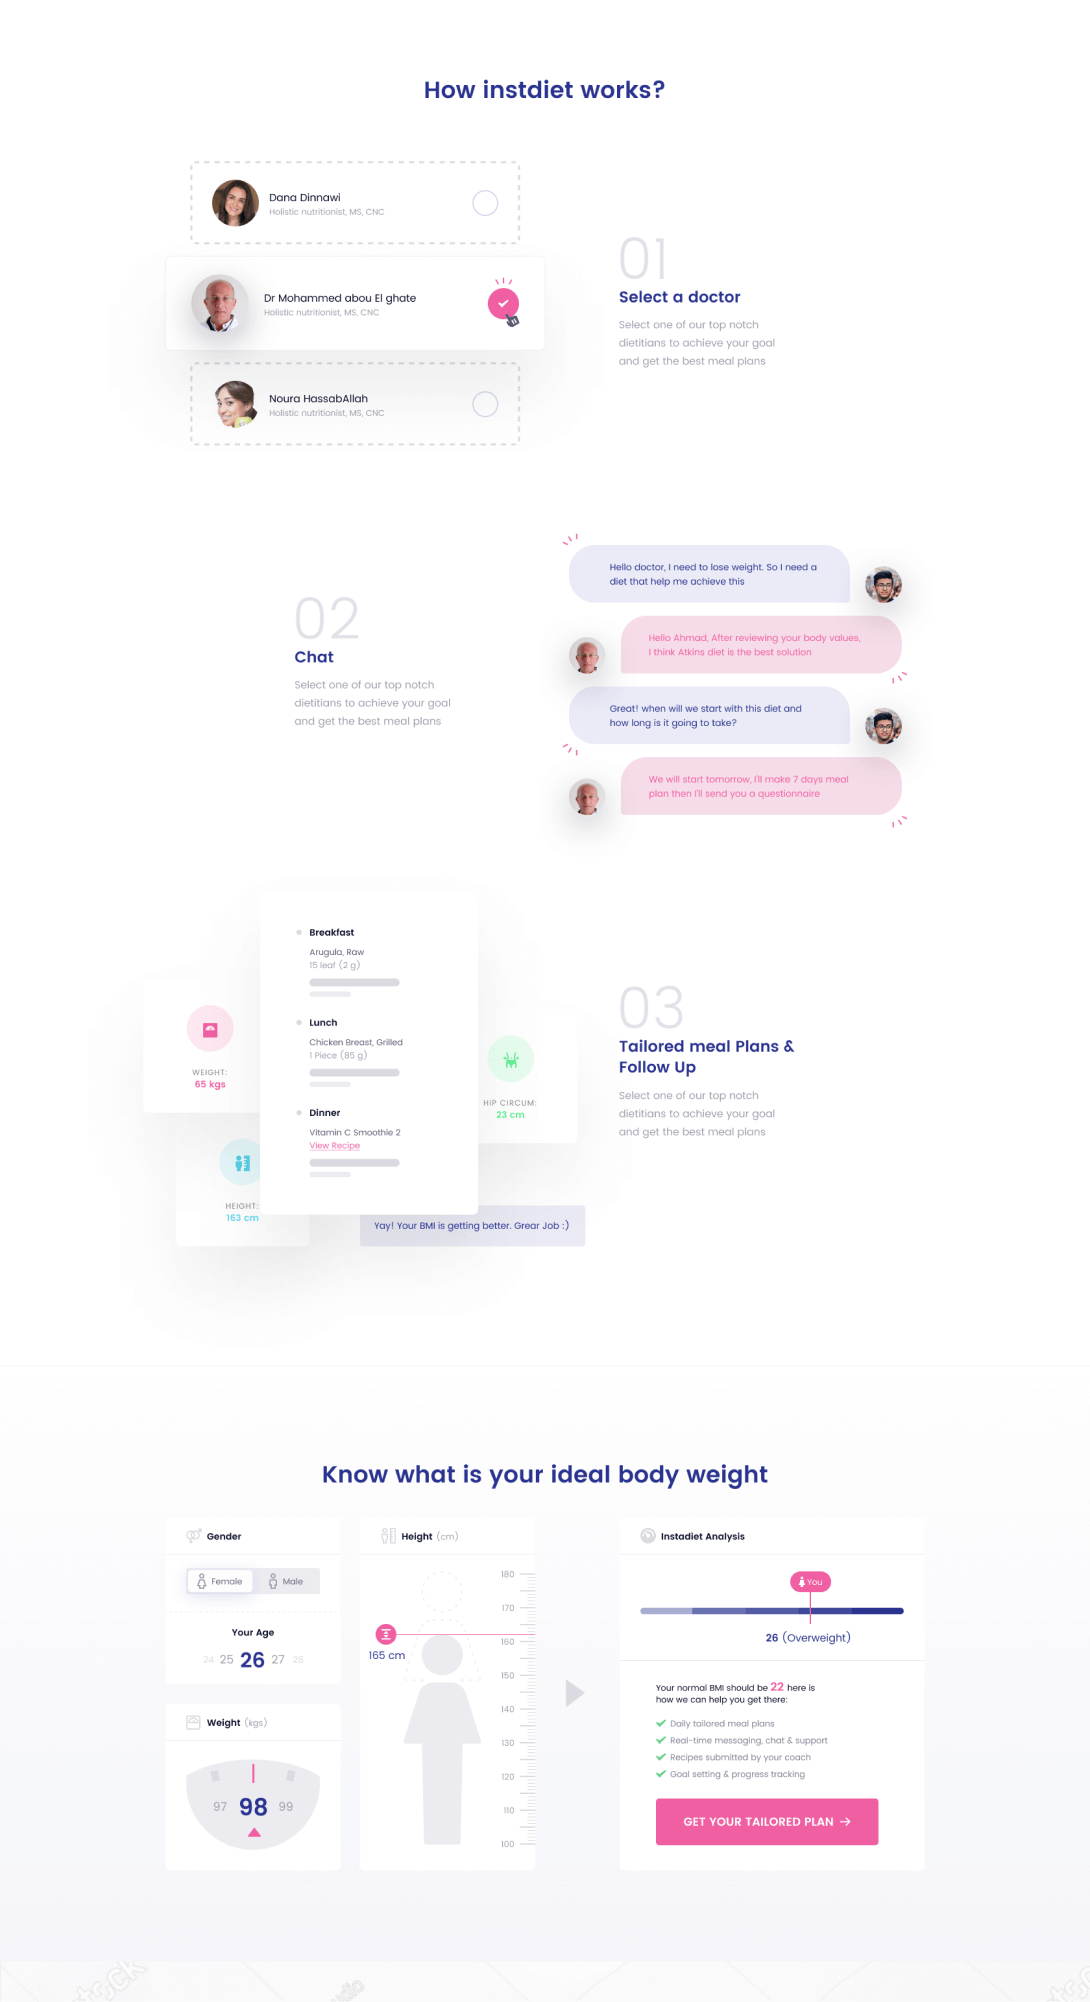 How instdiet works?
Dana Dinnawi
Holistic nutritionist, MS, CNC
Dr Mohammed abou El ghate
Holistic nutritionist, MS, CNC
Noura HassabAllah
Holistic nutritionist, MS, CNC
01
Select a doctor
Select one of our top notch
dietitians to achieve your goal
and get the best meal plans
02
Chat
Select one of our top notch
dietitians to achieve your goal
and get the best meal plans
Hello doctor, I need to lose weight. So I need a
diet that help me achieve this
Hello Ahmad, After reviewing your body values,
I think Atkins diet is the best solution
Great! when will we start with this diet and
how long is it going to take?
We will start tomorrow, I'll make 7 days meal
plan then I'll send you a questionnaire
Breakfast
Arugula, Raw
15 leaf (2 g)
Lunch
Chicken Breast, Grilled
1 Piece (85 g)
Dinner
Vitamin C Smoothie 2
View Recipe
WEIGHT:
65 kgs
HEIGHT:
163 cm
HIP CIRCUM:
23 cm
Yay! Your BMI is getting better. Grear Job :)
03
Tailored meal Plans &
Follow Up
Select one of our top notch
dietitians to achieve your goal
and get the best meal plans
Know what is your ideal body weight
Gender
Female Male
Your Age
24 25 26 27 28
Weight (kgs)
97 98 99
Height (cm)
180
170
160
165 cm
150
140
130
120
110
100
Instadiet Analysis
You
26 (Overweight)
Your normal BMI should be 22 here is
how we can help you get there:
Daily tailored meal plans
Real-time messaging, chat & support
Recipes submitted by your coach
Goal setting & progress tracking
GET YOUR TAILORED PLAN →